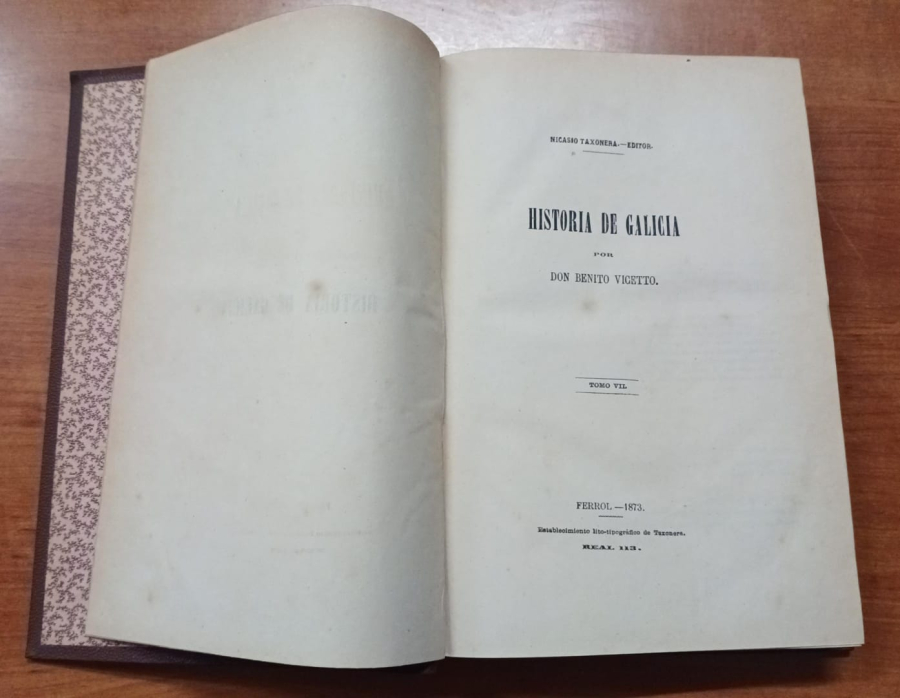 NICASIO TAXONERA.—EDITOR.
HISTORIA DE GALICIA
POR
DON BENITO VICETTO.
TOMO VII.
FERROL.—1873.
Establecimiento lito-tipográfico de Taxonera.
REAL 113.